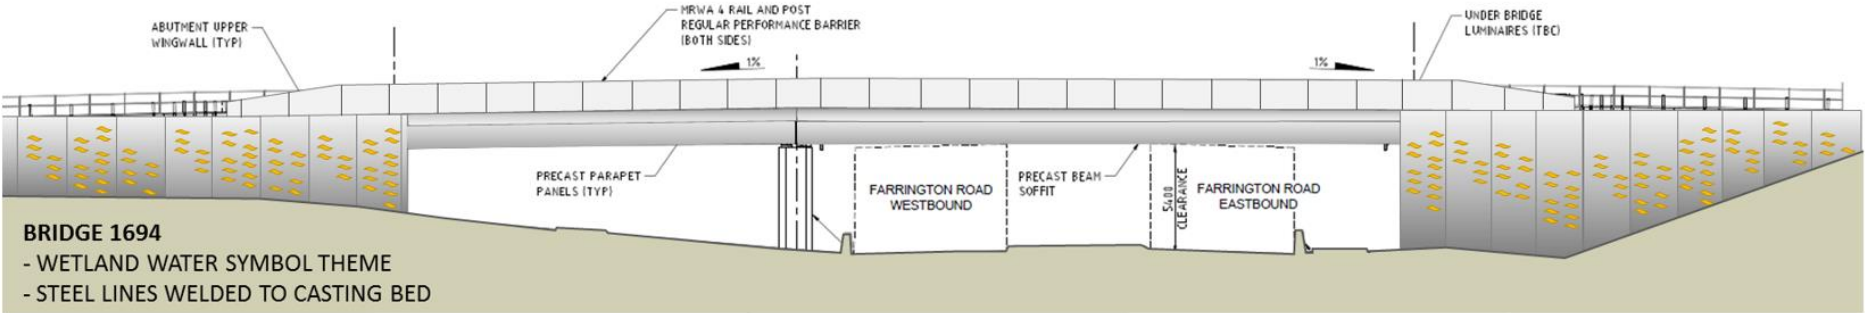 ABUTMENT UPPER
WINGWALL (TYP)
MRWA 4 RAIL AND POST
REGULAR PERFORMANCE BARRIER
(BOTH SIDES)
1%
1%
UNDER BRIDGE
LUMINAIRES (TBC)
PRECAST PARAPET
PANELS (TYP)
FARRINGTON ROAD
WESTBOUND
PRECAST BEAM
SOFFIT
5400
CLEARANCE
FARRINGTON ROAD
EASTBOUND
BRIDGE 1694
- WETLAND WATER SYMBOL THEME
- STEEL LINES WELDED TO CASTING BED